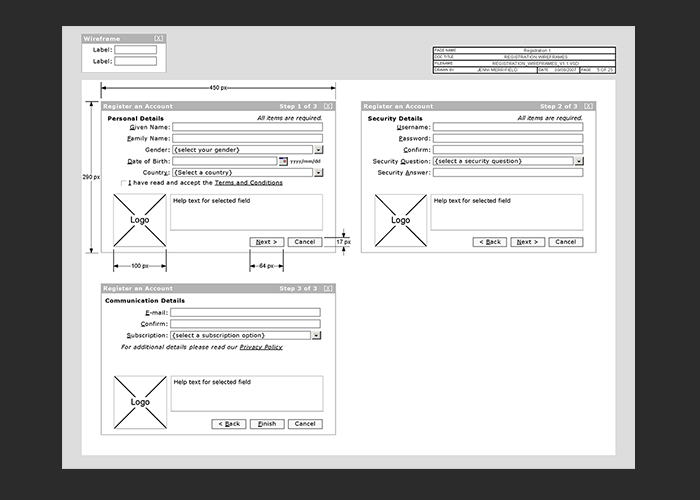 Wireframe [X]
Label:
Label:
PAGE NAME Registration 1
DOC TITLE REGISTRATION_WIREFRAMES
FILENAME REGISTRATION_WIREFRAMES_V1.1.VSD
DRAWN BY JENNI MERRIFIELD DATE PAGE 5 OF 25
450 px
290 px
Register an Account Step 1 of 3 [X]
Personal Details All items are required.
Given Name:
Family Name:
Gender: {select your gender}
Date of Birth: yyyy/mm/dd
Country: {Select a country}
I have read and accept the Terms and Conditions
Logo
Help text for selected field
Next > Cancel
17 px
100 px
64 px
Register an Account Step 2 of 3 [X]
Security Details All items are required.
Username:
Password:
Confirm:
Security Question: {select a security question}
Security Answer:
Logo
Help text for selected field
< Back Next > Cancel
Register an Account Step 3 of 3 [X]
Communication Details
E-mail:
Confirm:
Subscription: {select a subscription option}
For additional details please read our Privacy Policy
Logo
Help text for selected field
< Back Finish Cancel